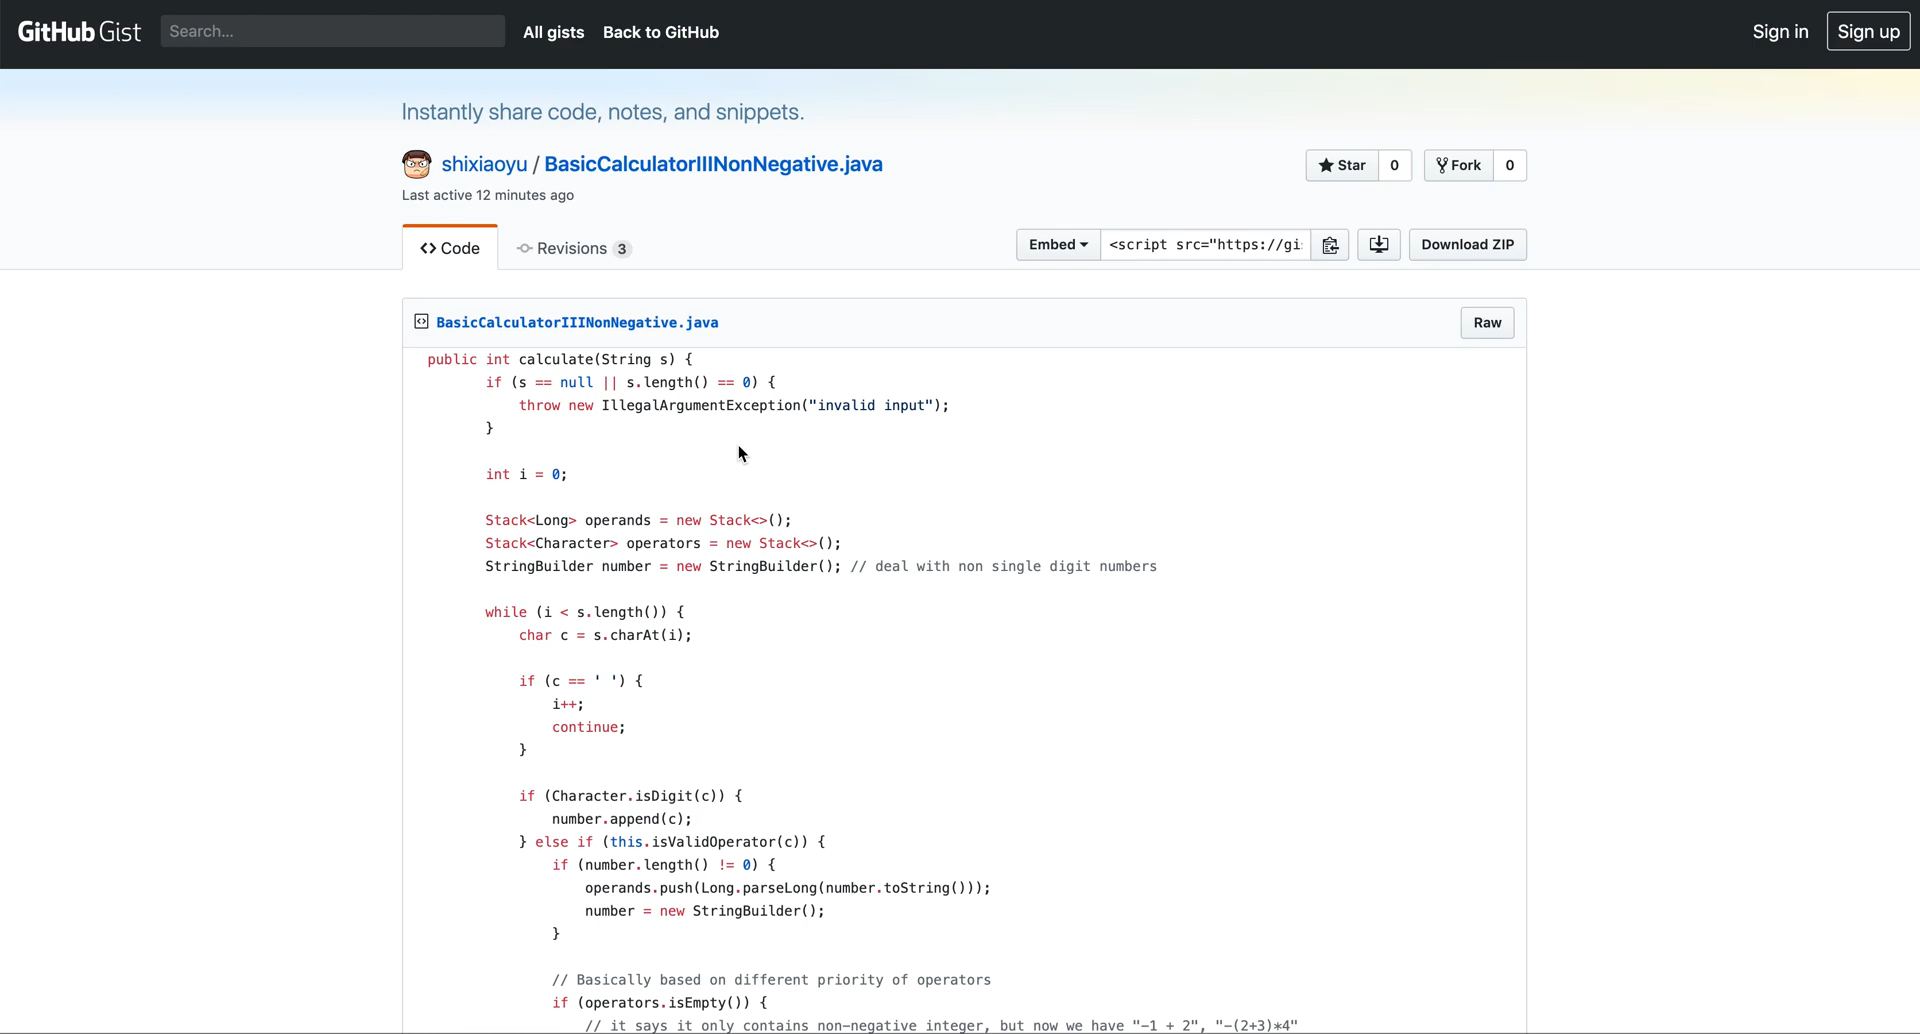 GitHub Gist Search... All gists Back to GitHub Sign in Sign up
Instantly share code, notes, and snippets.
shixiaoyu / BasicCalculatorIIINonNegative.java
Star 0 Fork 0
Last active 12 minutes ago
<> Code Revisions 3
Embed <script src="https://gi Download ZIP
BasicCalculatorIIINonNegative.java Raw
public int calculate(String s) {
if (s == null || s.length() == 0) {
throw new IllegalArgumentException("invalid input");
}
int i = 0;
Stack<Long> operands = new Stack<>();
Stack<Character> operators = new Stack<>();
StringBuilder number = new StringBuilder(); // deal with non single digit numbers
while (i < s.length()) {
char c = s.charAt(i);
if (c == ' ') {
i++;
continue;
}
if (Character.isDigit(c)) {
number.append(c);
} else if (this.isValidOperator(c)) {
if (number.length() != 0) {
operands.push(Long.parseLong(number.toString()));
number = new StringBuilder();
}
// Basically based on different priority of operators
if (operators.isEmpty()) {
// it says it only contains non-negative integer, but now we have "-1 + 2", "-(2+3)*4"